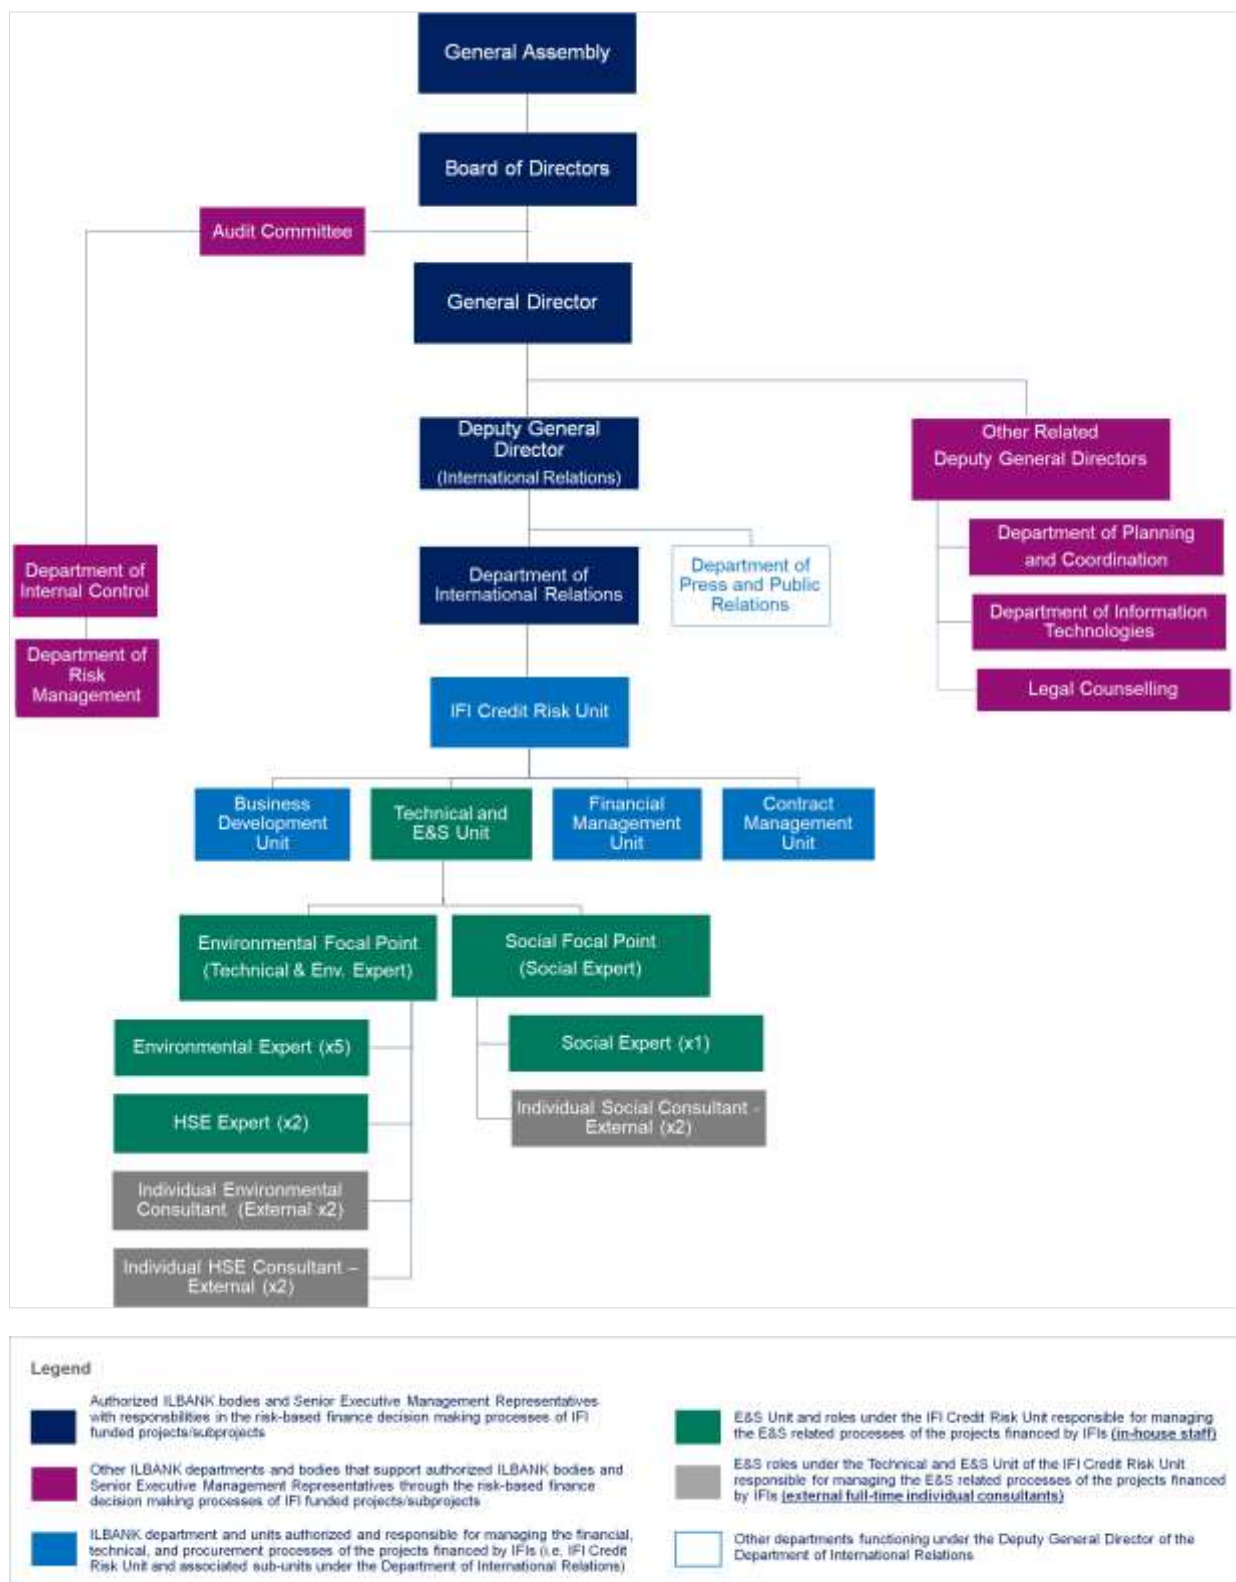 General Assembly
Board of Directors
Audit Committee
General Director
Deputy General
Director
(International Relations)
Other Related
Deputy General Directors
Department of
Internal Control
Department of
International Relations
Department of
Press and Public
Relations
Department of Planning
and Coordination
Department of Information
Technologies
Department of
Risk
Management
Legal Counselling
IFI Credit Risk Unit
Business
Development
Unit
Technical and
E&S Unit
Financial
Management
Unit
Contract
Management
Unit
Environmental Focal Point
(Technical & Env. Expert)
Social Focal Point
(Social Expert)
Environmental Expert (x5)
Social Expert (x1)
HSE Expert (x2)
Individual Social Consultant -
External (x2)
Individual Environmental
Consultant (External x2)
Individual HSE Consultant –
External (x2)
Legend
Authorized ILBANK bodies and Senior Executive Management Representatives
with responsbilities in the risk-based finance decision making processes of IFI
funded projects/subprojects
Other ILBANK departments and bodies that support authorized ILBANK bodies and
Senior Executive Management Representatives through the risk-based finance
decision making processes of IFI funded projects/subprojects
ILBANK department and units authorized and responsible for managing the financial,
technical, and procurement processes of the projects financed by IFIs (i.e. IFI Credit
Risk Unit and associated sub-units under the Department of International Relations)
E&S Unit and roles under the IFI Credit Risk Unit responsible for managing
the E&S related processes of the projects financed by IFIs (in-house staff)
E&S roles under the Technical and E&S Unit of the IFI Credit Risk Unit
responsible for managing the E&S related processes of the projects financed
by IFIs (external full-time individual consultants)
Other departments functioning under the Deputy General Director of the
Department of International Relations